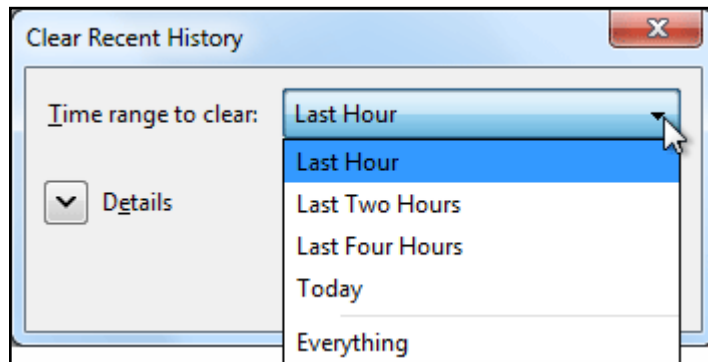 Clear Recent History
Time range to clear: Last Hour
Last Hour
Details
Last Two Hours
Last Four Hours
Today
Everything